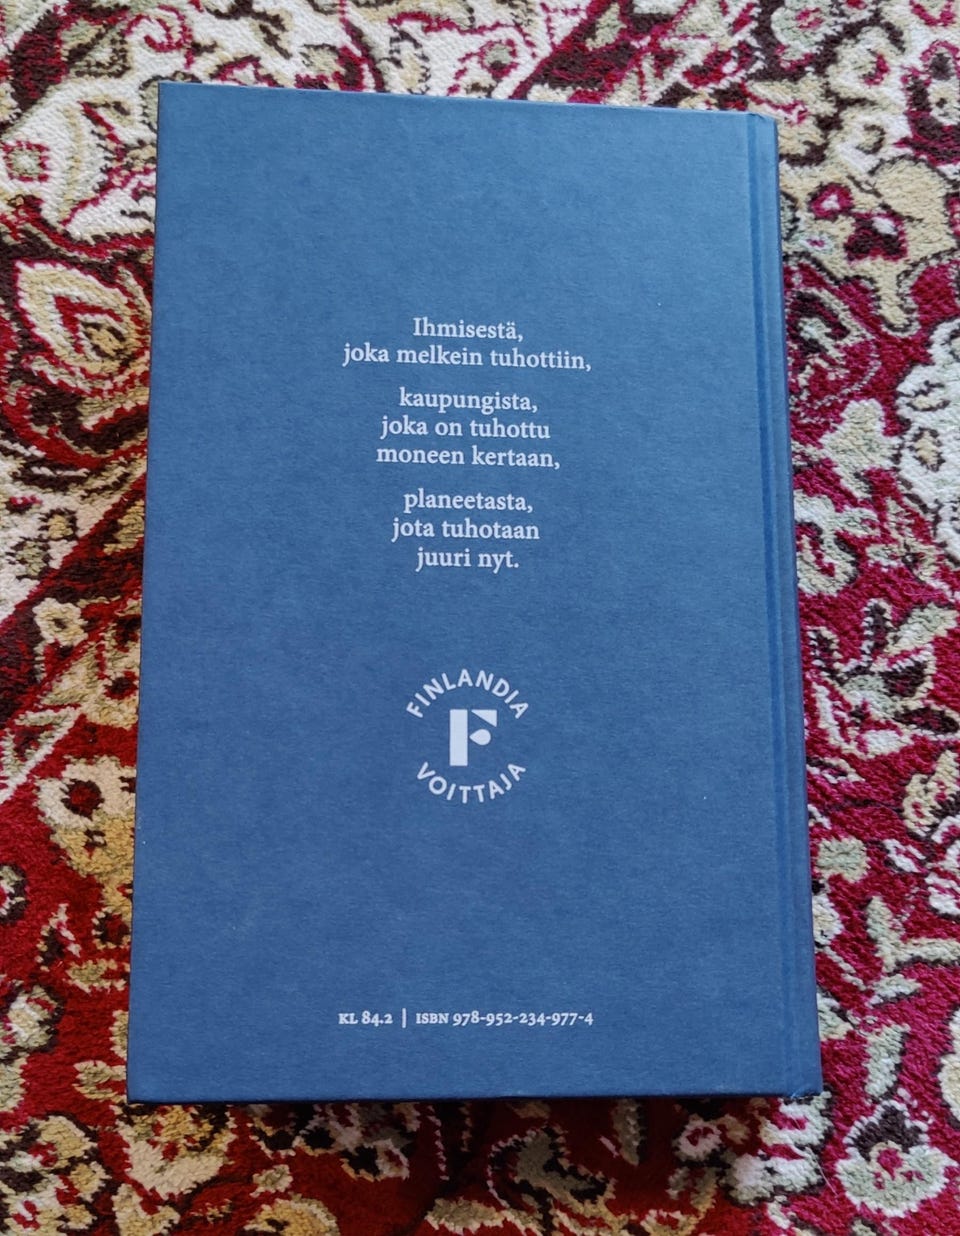 Ihmisestä,
joka melkein tuhottiin,
kaupungista,
joka on tuhottu
moneen kertaan,
planeetasta,
jota tuhotaan
juuri nyt.
FINLANDIA
F
VOITTAJA
KL 84.2 | ISBN 978-952-234-977-4